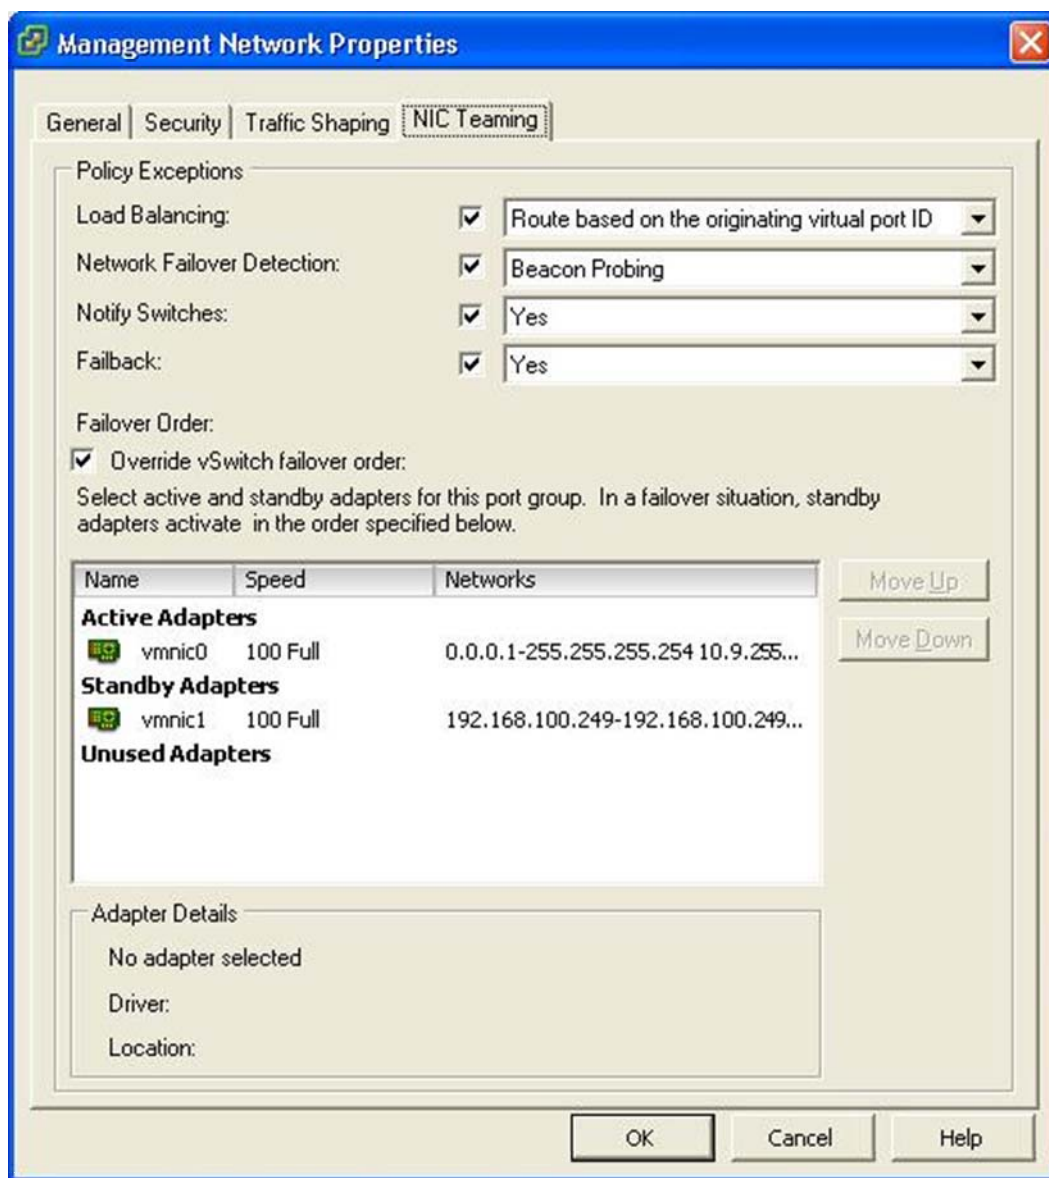 Management Network Properties
General Security Traffic Shaping NIC Teaming
Policy Exceptions
Load Balancing: Route based on the originating virtual port ID
Network Failover Detection: Beacon Probing
Notify Switches: Yes
Failback: Yes
Failover Order:
Override vSwitch failover order:
Select active and standby adapters for this port group. In a failover situation, standby
adapters activate in the order specified below.
Name Speed Networks Move Up
Active Adapters
vmnic0 100 Full 0.0.0.1-255.255.255.254 10.9.255... Move Down
Standby Adapters
vmnic1 100 Full 192.168.100.249-192.168.100.249...
Unused Adapters
Adapter Details
No adapter selected
Driver:
Location:
OK Cancel Help